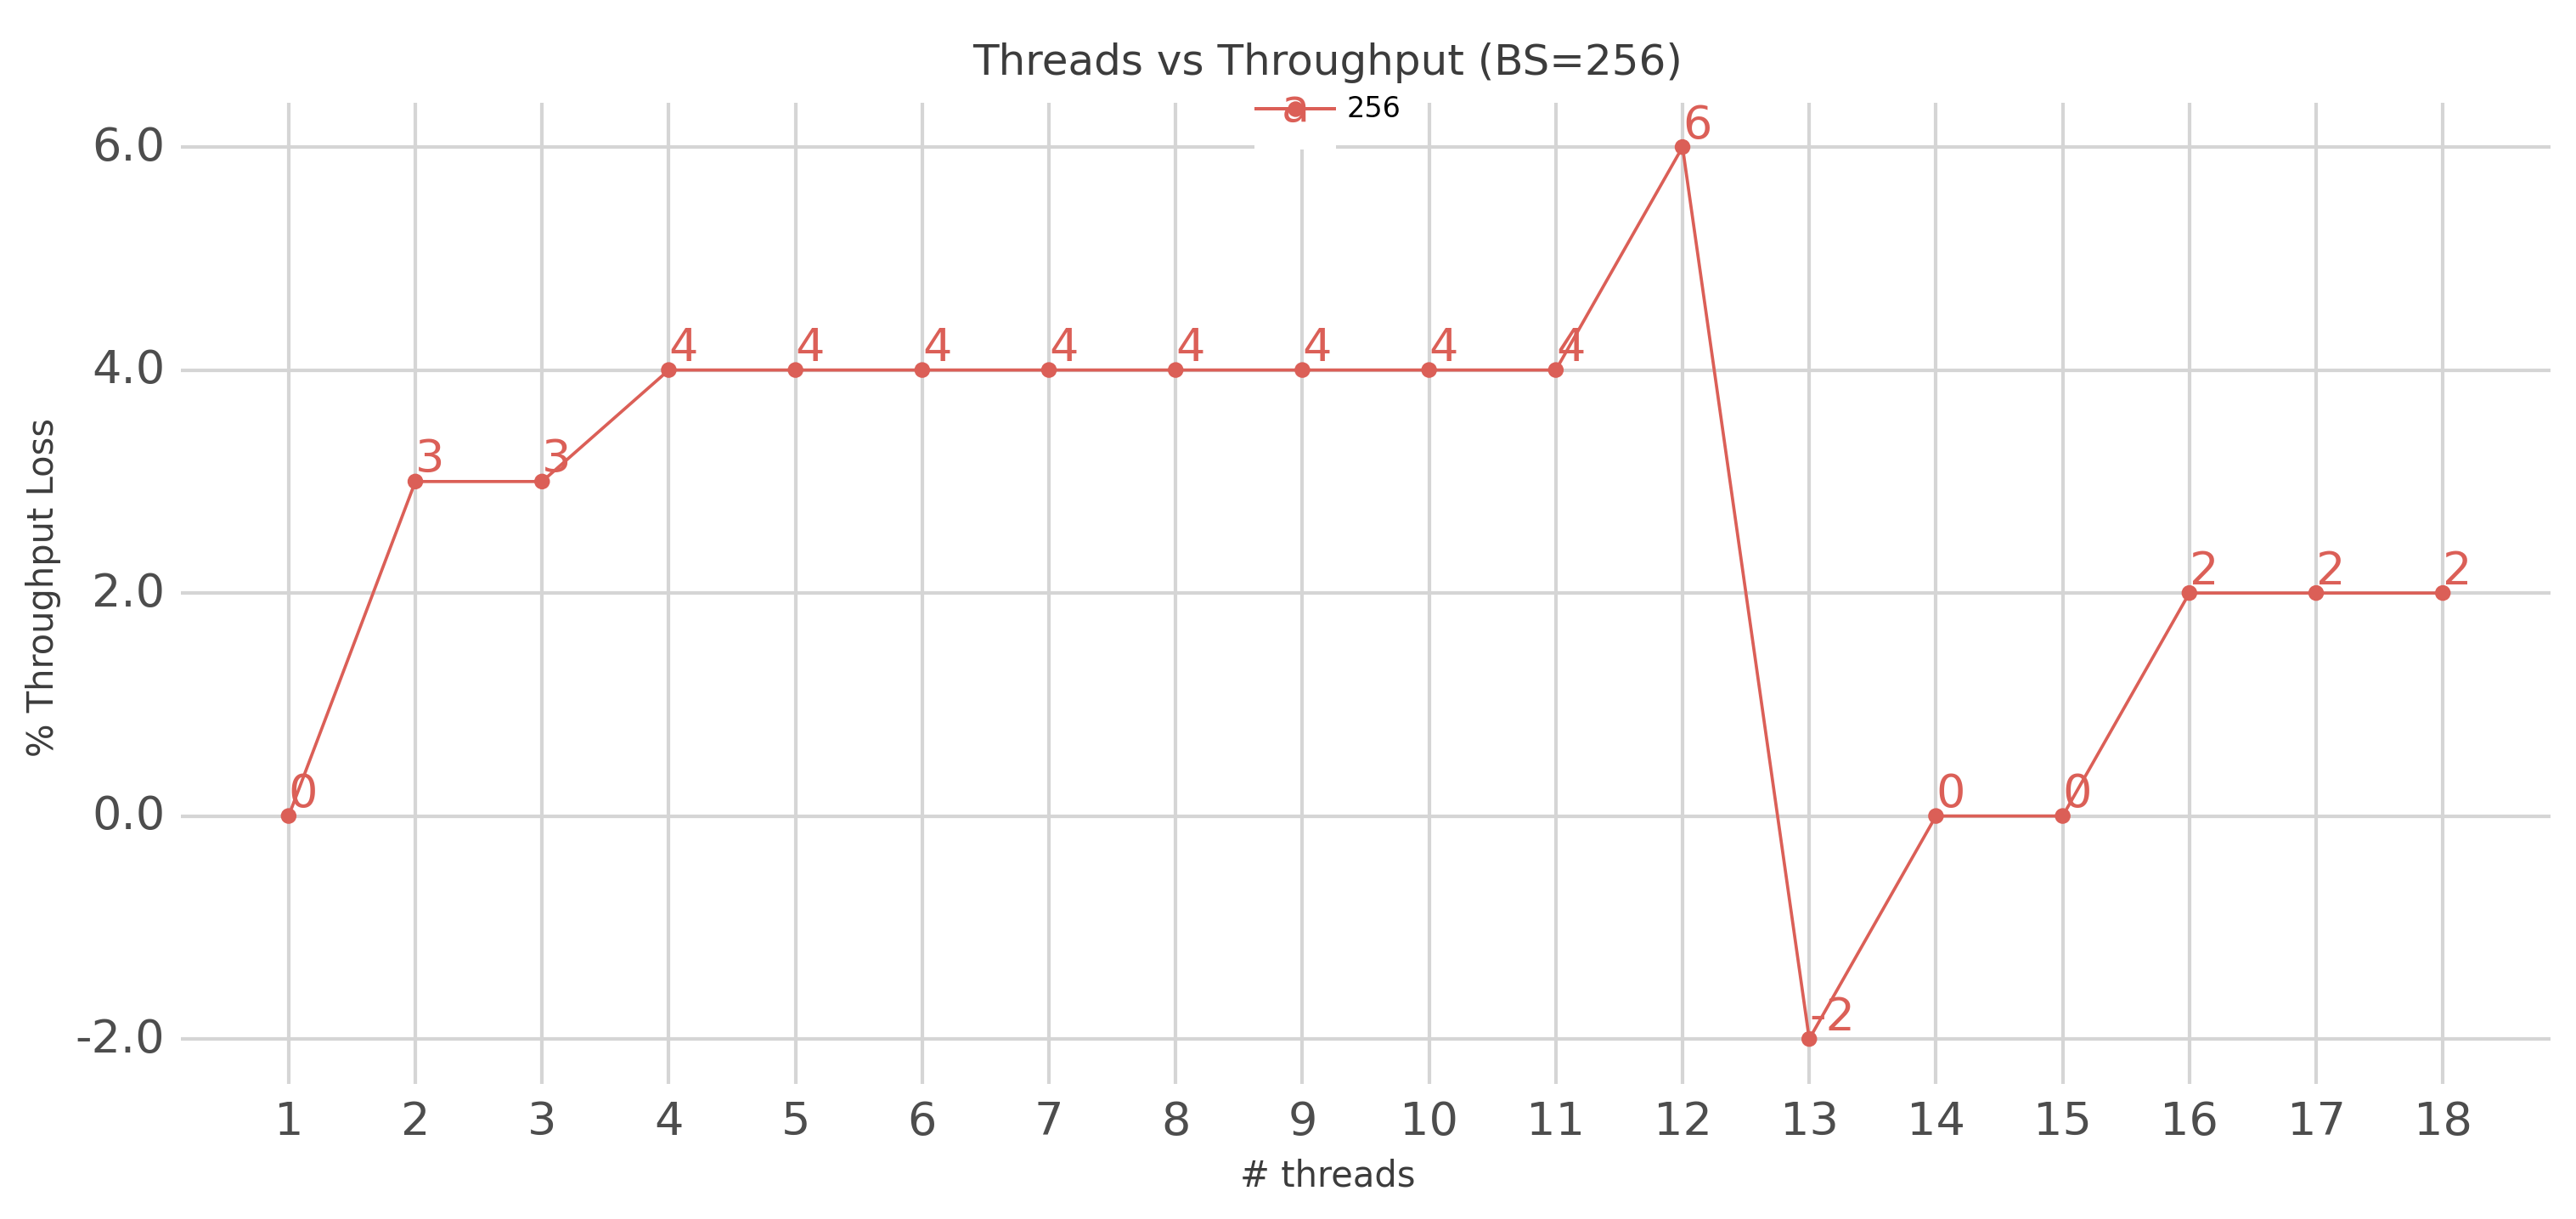 Threads vs Throughput (BS=256)
a 256
6.0
4.0
2.0
0.0
-2.0
% Throughput Loss
0 3 3 4 4 4 4 4 4 4 4 6 -2 0 0 2 2 2
1 2 3 4 5 6 7 8 9 10 11 12 13 14 15 16 17 18
# threads